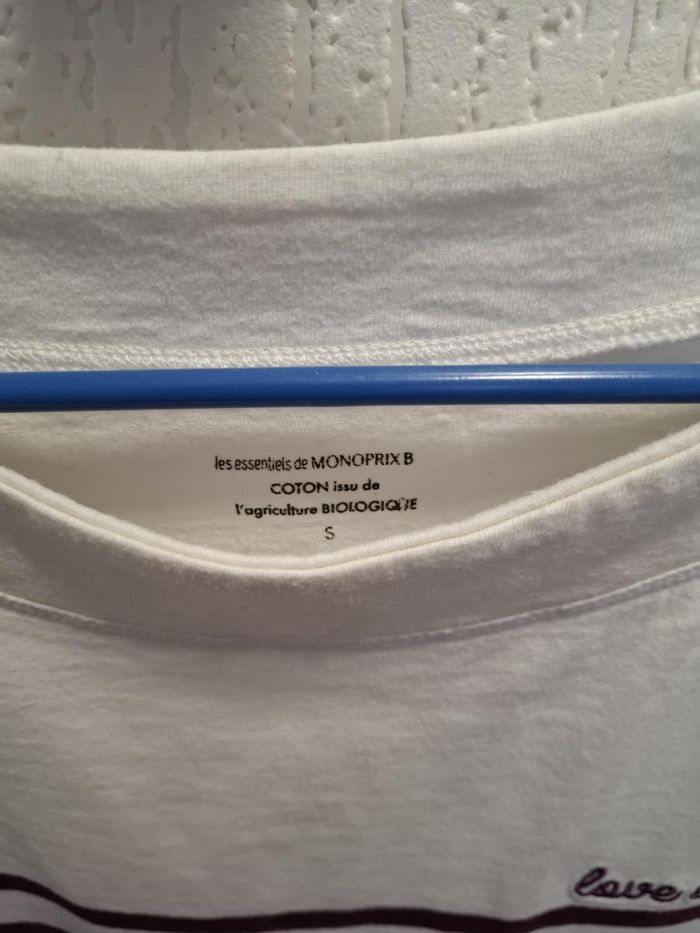 les essentiels de MONOPRIX B
COTON issu de
l'agriculture BIOLOGIQUE
S
love